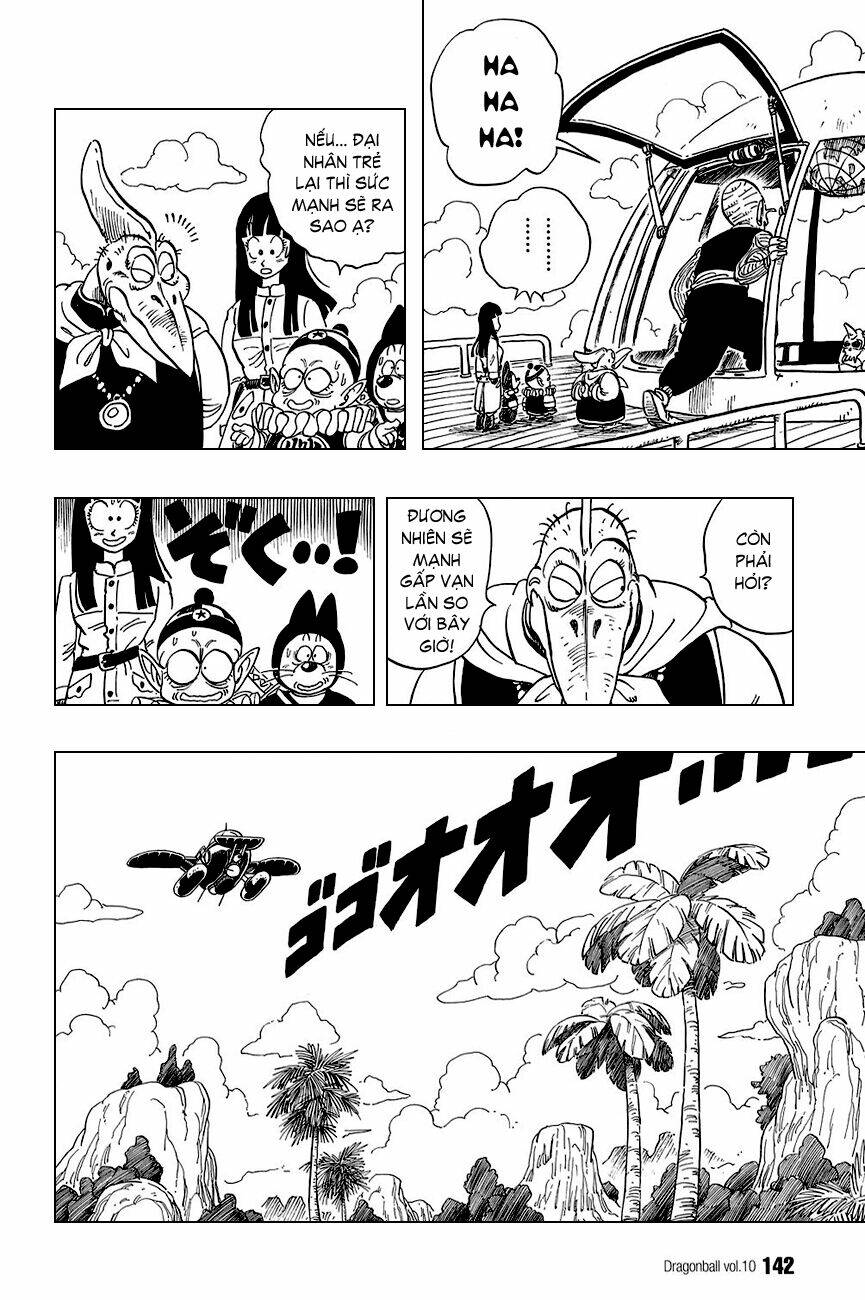 HA
HA
HA!
......
......
NẾU... ĐẠI
NHÂN TRẺ
LẠI THÌ SỨC
MẠNH SẼ RA
SAO Ạ?
CÒN
PHẢI
HỎI?
ĐƯƠNG
NHIÊN SẼ
MẠNH
GẤP VẠN
LẦN SO
VỚI BÂY
GIỜ!
ぞく‥!
ゴゴオオオ
Dragonball vol.10 142